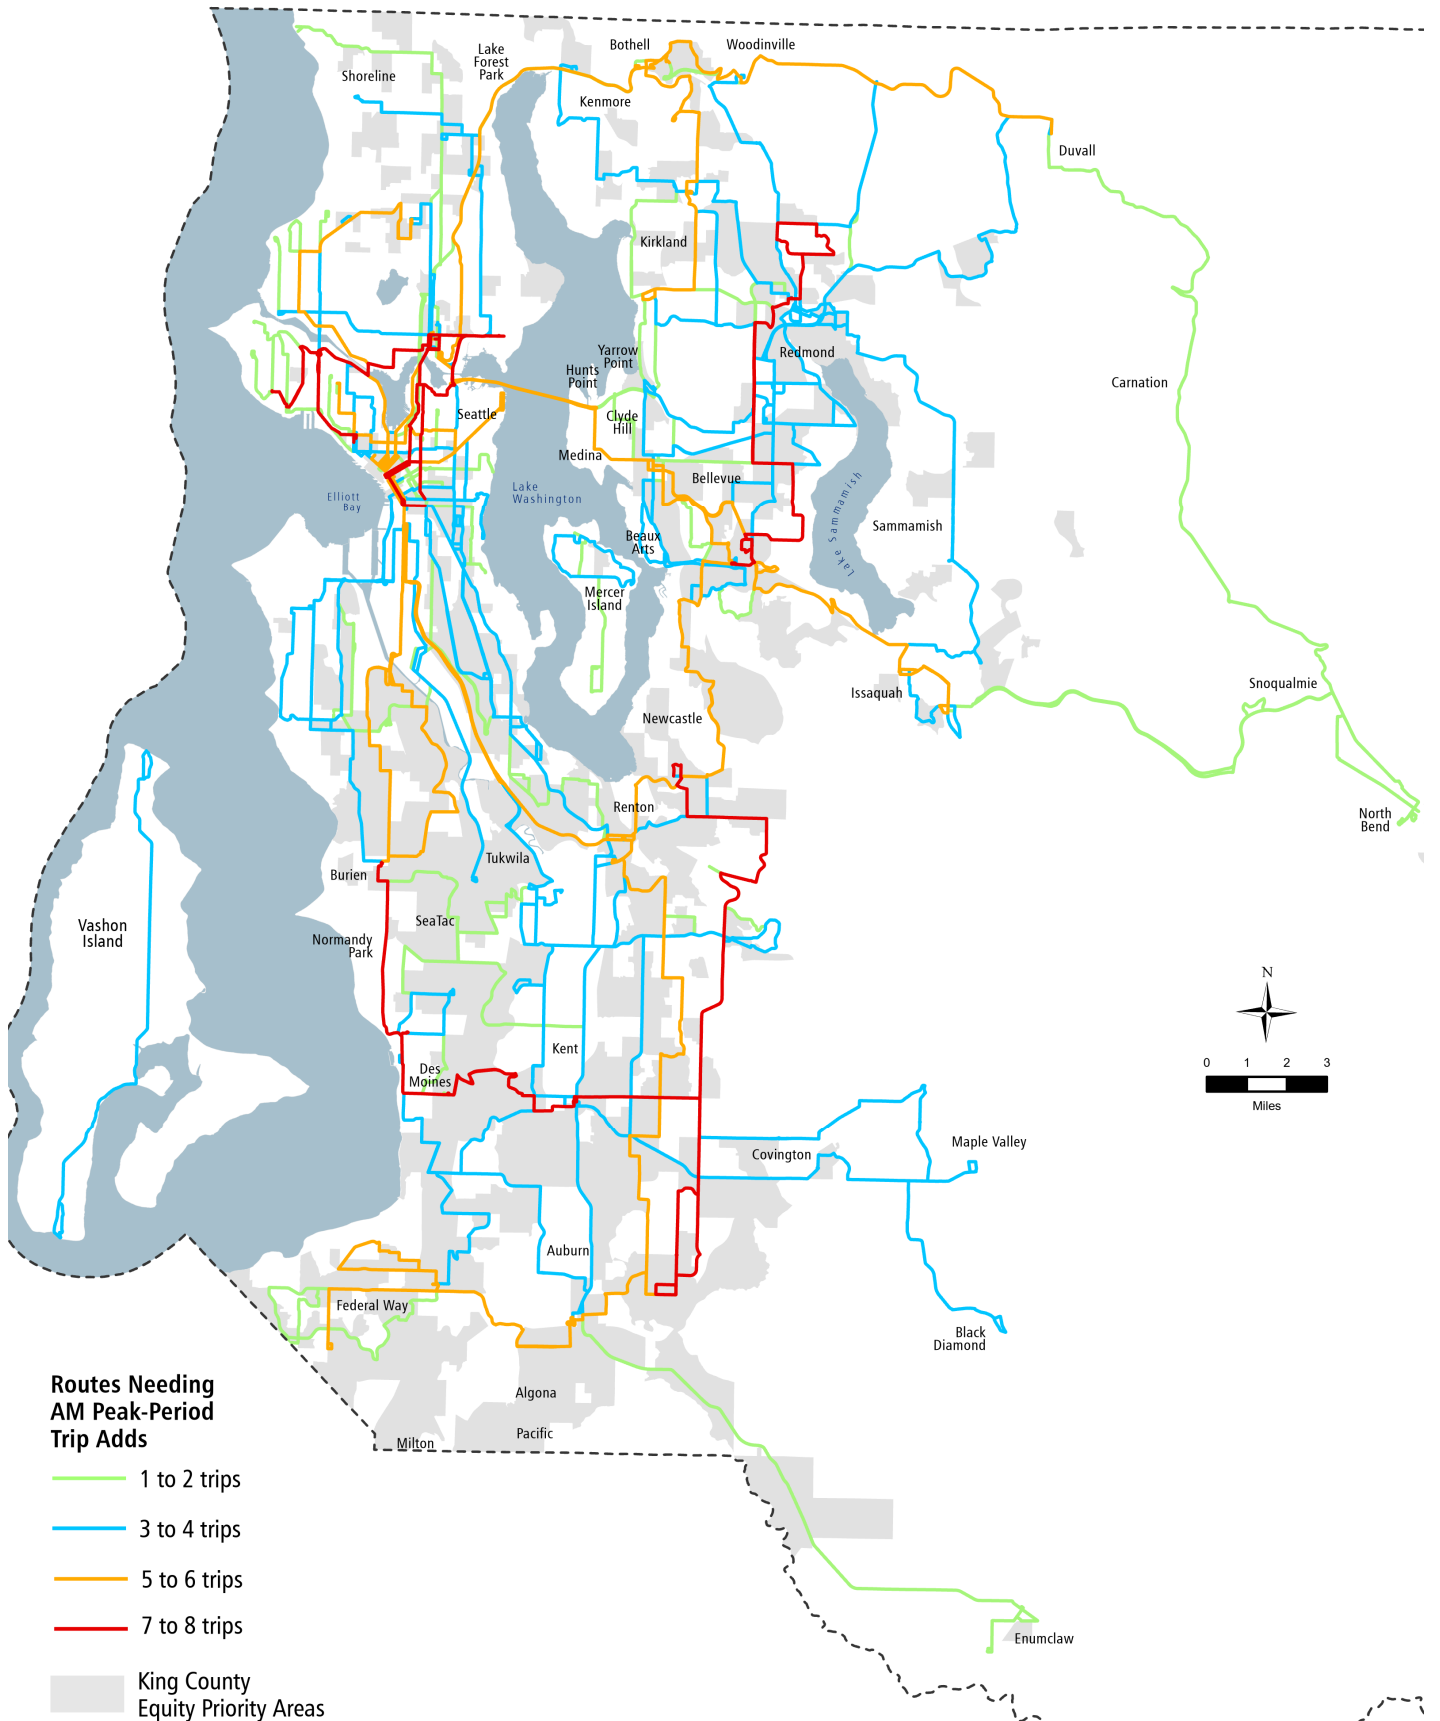 Bothell
Woodinville
Lake
Forest
Park
Shoreline
Kenmore
Duvall
Kirkland
Yarrow
Point
Redmond
Hunts
Point
Carnation
Seattle
Clyde
Hill
Medina
Bellevue
Elliott
Bay
Lake
Washington
Lake Sammamish
Sammamish
Beaux
Arts
Mercer
Island
Issaquah
Snoqualmie
Newcastle
Renton
North
Bend
Tukwila
Burien
Vashon
Island
SeaTac
Normandy
Park
N
Kent
0 1 2 3
Miles
Des
Moines
Maple Valley
Covington
Auburn
Federal Way
Black
Diamond
Algona
Pacific
Milton
Enumclaw
Routes Needing
AM Peak-Period
Trip Adds
1 to 2 trips
3 to 4 trips
5 to 6 trips
7 to 8 trips
King County
Equity Priority Areas